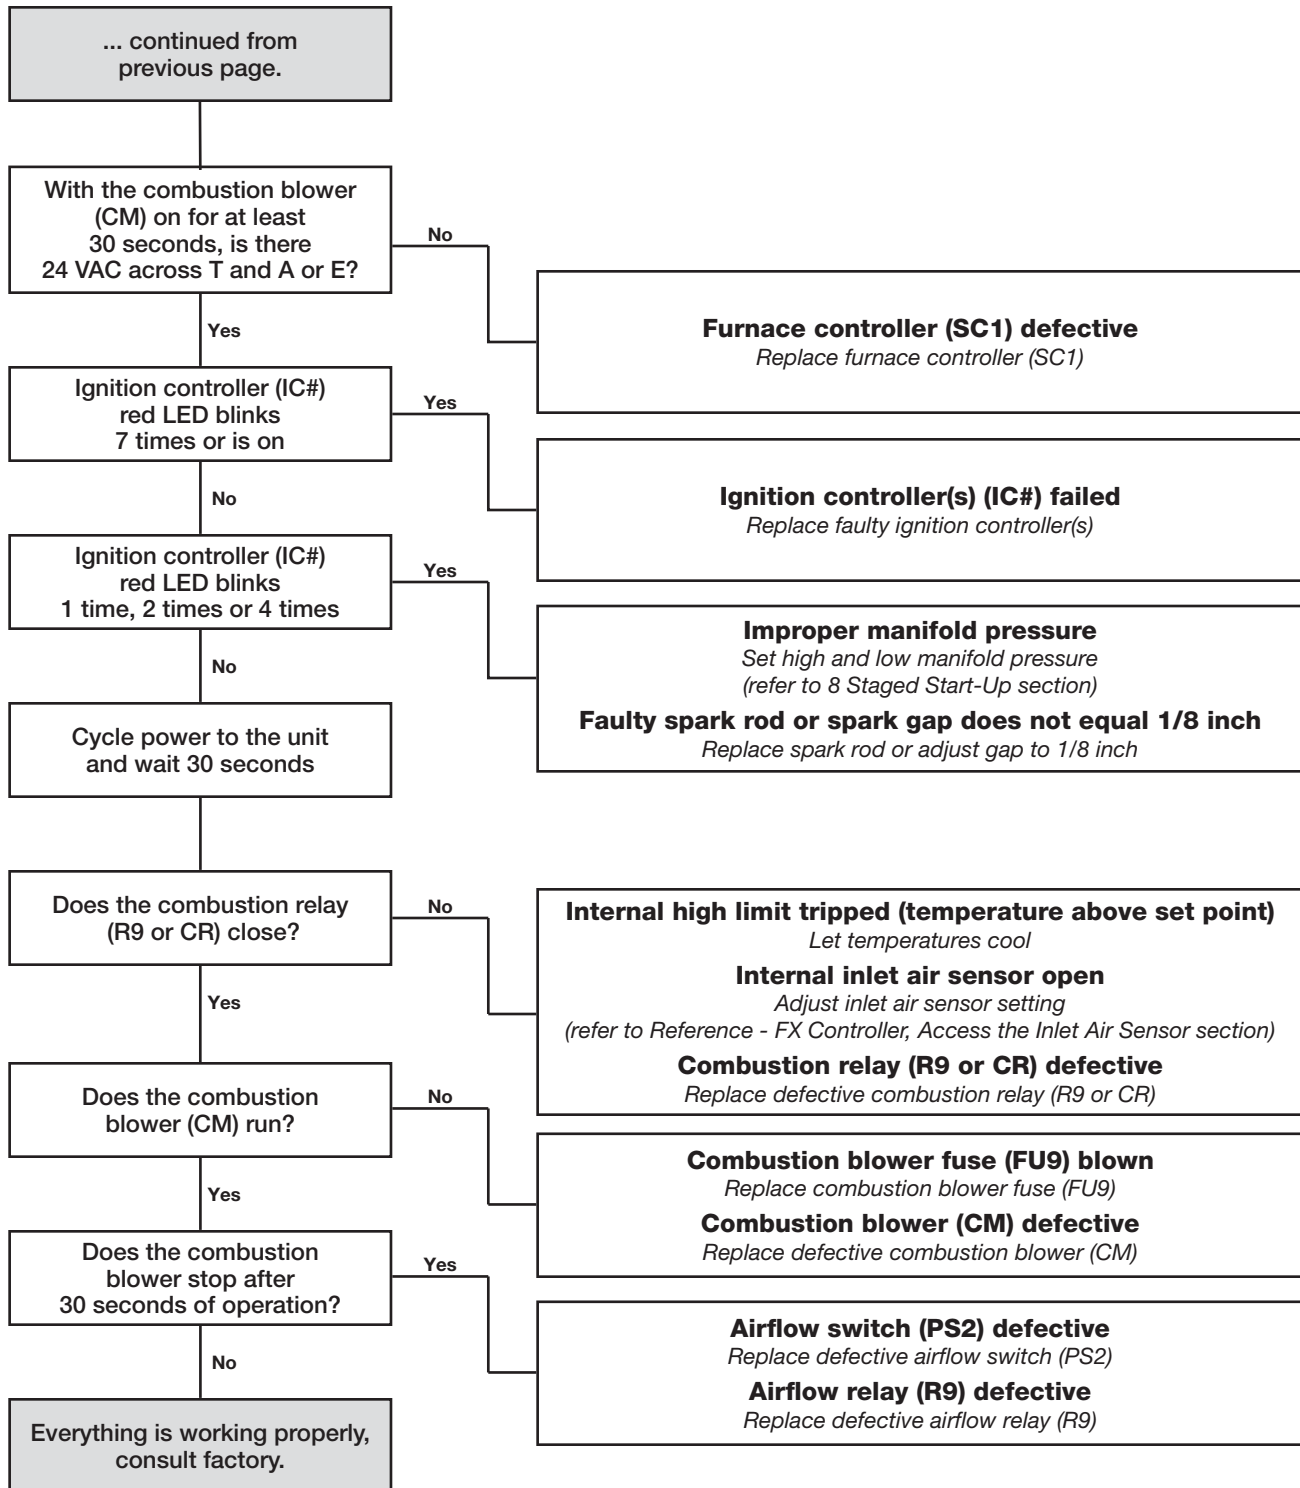 ... continued from
previous page.
With the combustion blower
(CM) on for at least
30 seconds, is there
24 VAC across T and A or E?
No
Furnace controller (SC1) defective
Replace furnace controller (SC1)
Yes
Ignition controller (IC#)
red LED blinks
7 times or is on
Yes
Ignition controller(s) (IC#) failed
Replace faulty ignition controller(s)
No
Ignition controller (IC#)
red LED blinks
1 time, 2 times or 4 times
Yes
Improper manifold pressure
Set high and low manifold pressure
(refer to 8 Staged Start-Up section)
Faulty spark rod or spark gap does not equal 1/8 inch
Replace spark rod or adjust gap to 1/8 inch
No
Cycle power to the unit
and wait 30 seconds
Does the combustion relay
(R9 or CR) close?
No
Internal high limit tripped (temperature above set point)
Let temperatures cool
Internal inlet air sensor open
Adjust inlet air sensor setting
(refer to Reference - FX Controller, Access the Inlet Air Sensor section)
Combustion relay (R9 or CR) defective
Replace defective combustion relay (R9 or CR)
Yes
Does the combustion
blower (CM) run?
No
Combustion blower fuse (FU9) blown
Replace combustion blower fuse (FU9)
Combustion blower (CM) defective
Replace defective combustion blower (CM)
Yes
Does the combustion
blower stop after
30 seconds of operation?
Yes
Airflow switch (PS2) defective
Replace defective airflow switch (PS2)
Airflow relay (R9) defective
Replace defective airflow relay (R9)
No
Everything is working properly,
consult factory.